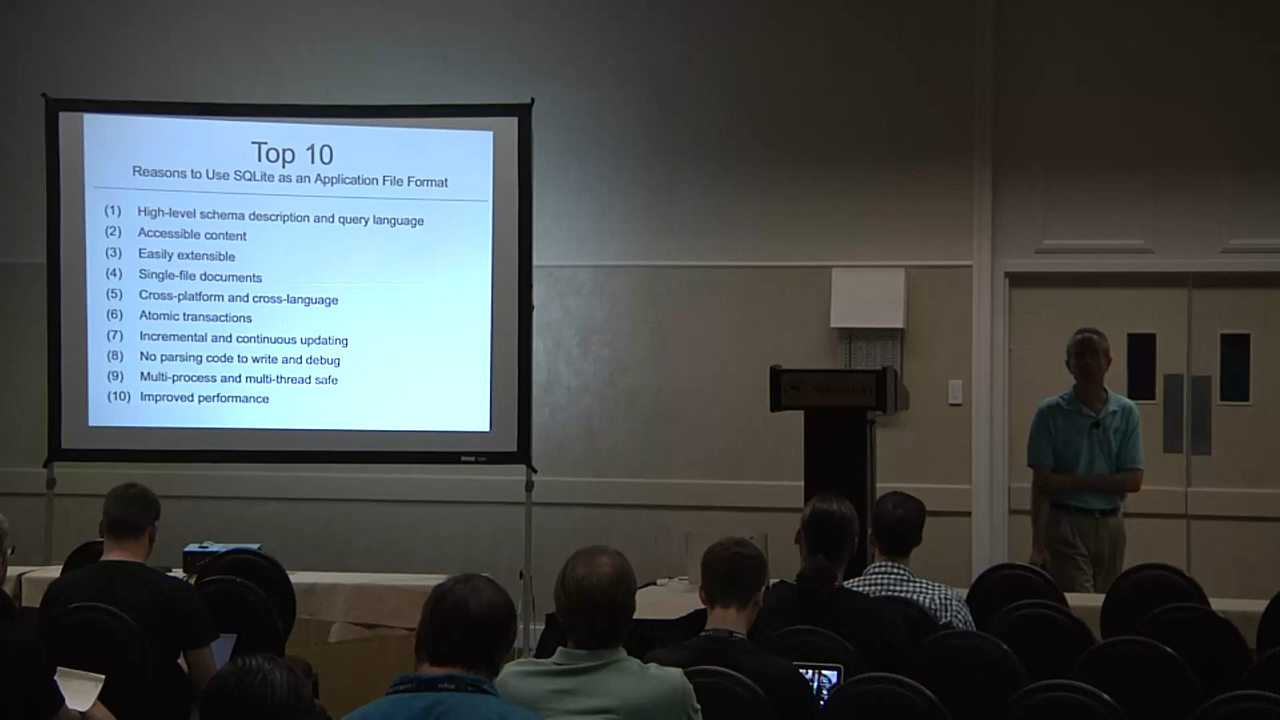 Top 10
Reasons to Use SQLite as an Application File Format
(1) High-level schema description and query language
(2) Accessible content
(3) Easily extensible
(4) Single-file documents
(5) Cross-platform and cross-language
(6) Atomic transactions
(7) Incremental and continuous updating
(8) No parsing code to write and debug
(9) Multi-process and multi-thread safe
(10) Improved performance